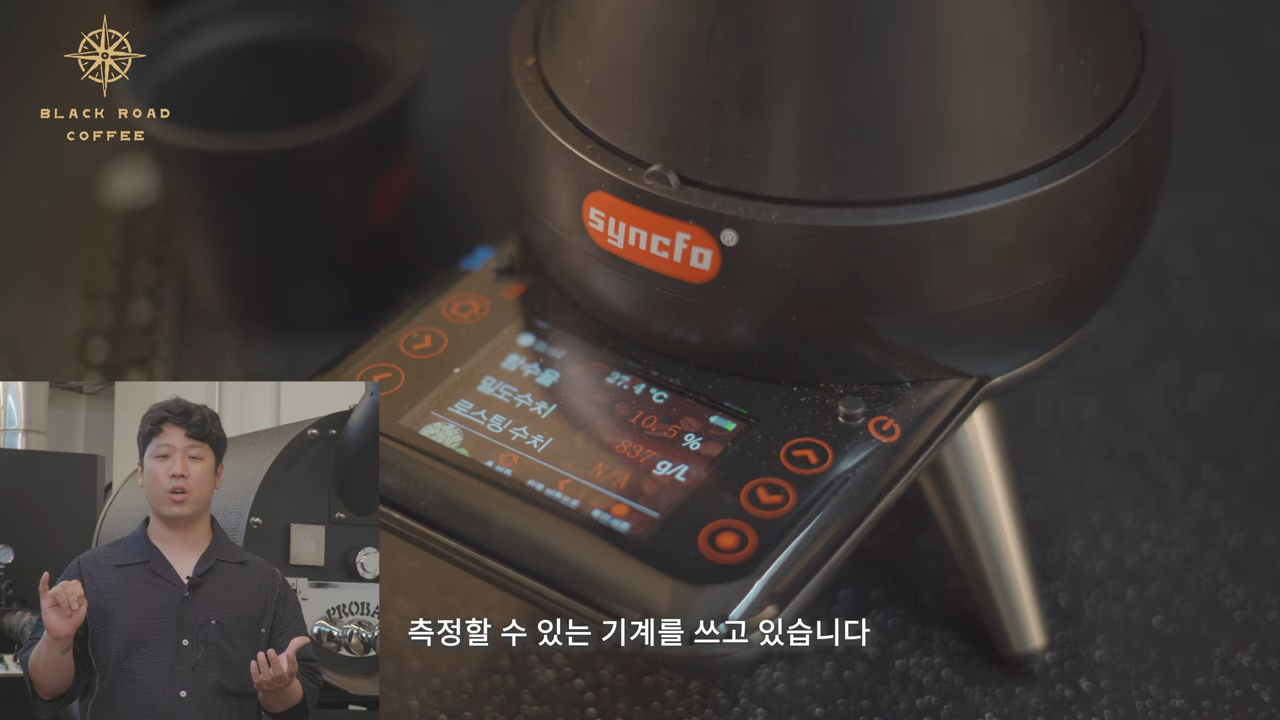 BLACK ROAD
COFFEE
syncfo®
27.4 °C
함수율 10.5 %
밀도수치 837 g/L
로스팅수치 N/A
PROBA
측정할 수 있는 기계를 쓰고 있습니다